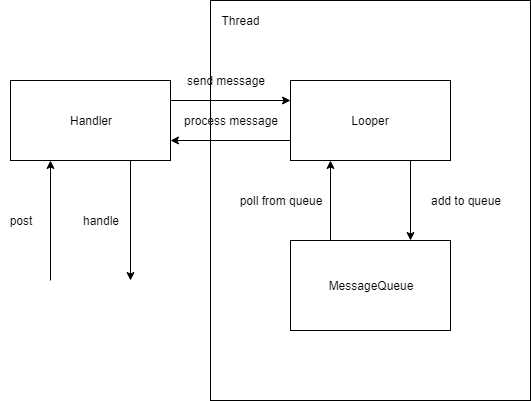 Thread
send message
Handler
process message
Looper
post
handle
poll from queue
add to queue
MessageQueue